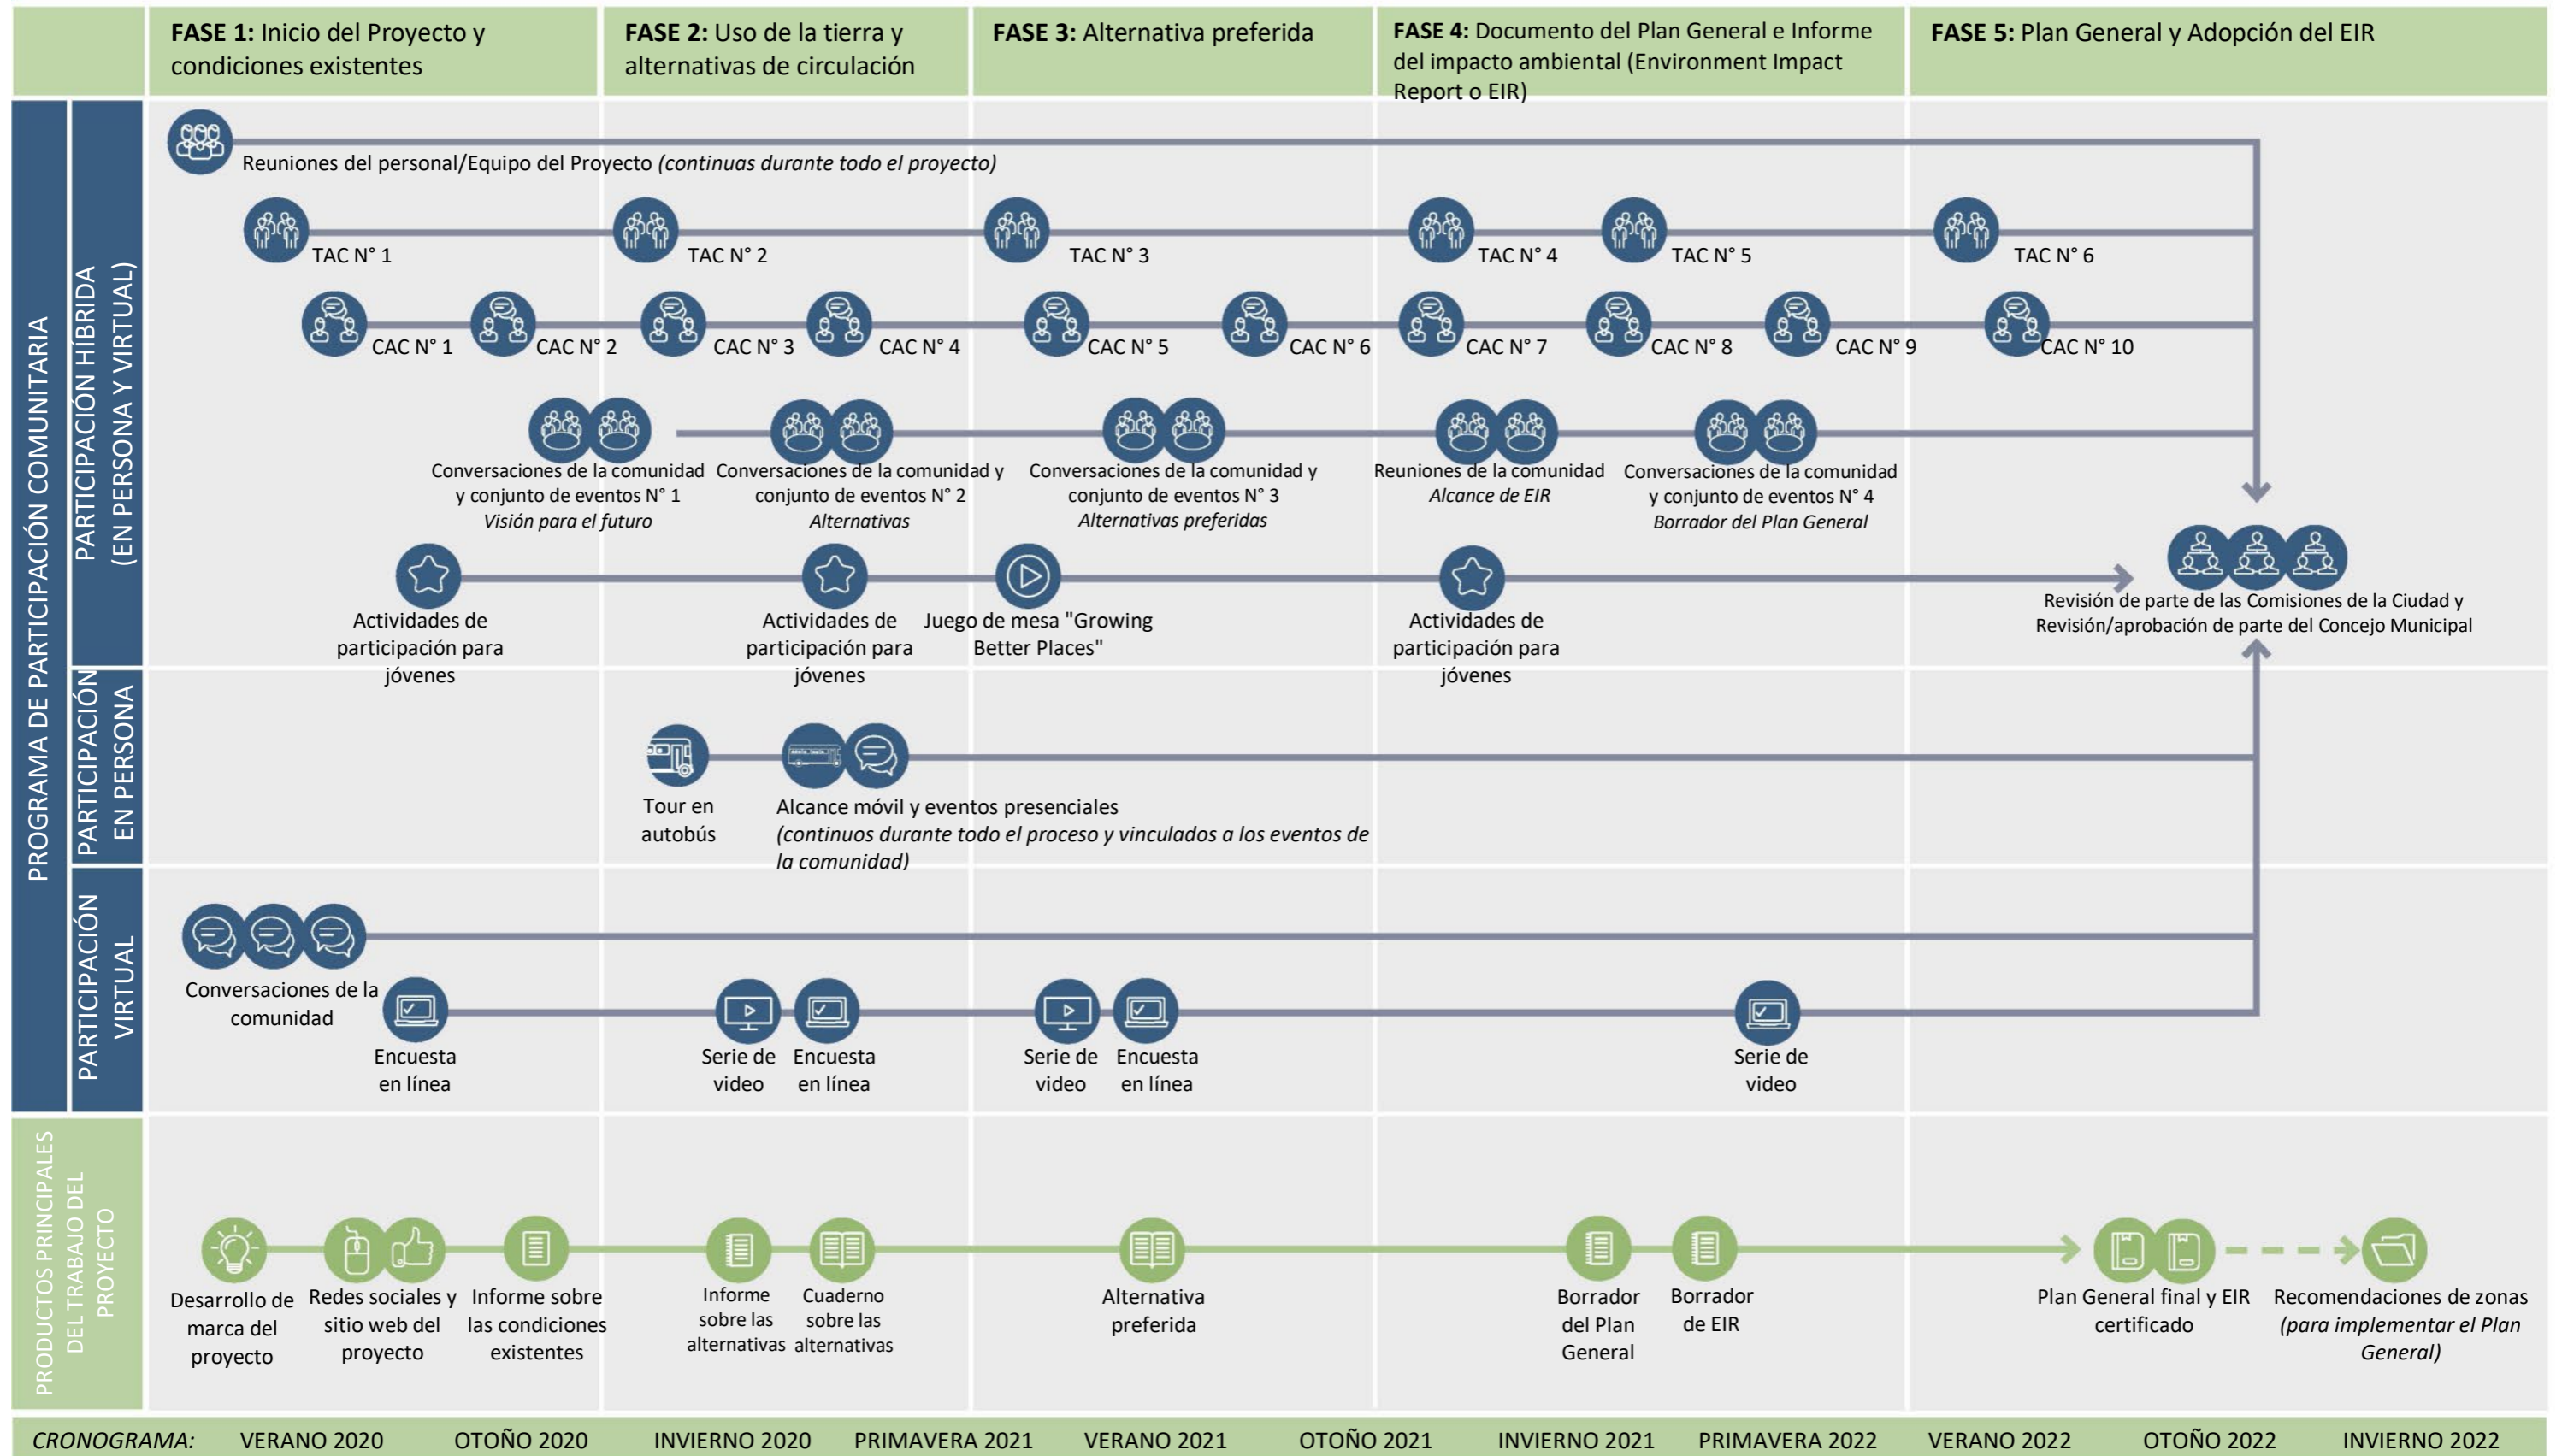 FASE 1: Inicio del Proyecto y
condiciones existentes
FASE 2: Uso de la tierra y
alternativas de circulación
FASE 3: Alternativa preferida
FASE 4: Documento del Plan General e Informe
del impacto ambiental (Environment Impact
Report o EIR)
FASE 5: Plan General y Adopción del EIR
PROGRAMA DE PARTICIPACIÓN COMUNITARIA
PARTICIPACIÓN HÍBRIDA
(EN PERSONA Y VIRTUAL)
Reuniones del personal/Equipo del Proyecto (continuas durante todo el proyecto)
TAC N° 1
TAC N° 2
TAC N° 3
TAC N° 4
TAC N° 5
TAC N° 6
CAC N° 1
CAC N° 2
CAC N° 3
CAC N° 4
CAC N° 5
CAC N° 6
CAC N° 7
CAC N° 8
CAC N° 9
CAC N° 10
Conversaciones de la comunidad
y conjunto de eventos N° 1
Visión para el futuro
Conversaciones de la comunidad y
conjunto de eventos N° 2
Alternativas
Conversaciones de la comunidad y
conjunto de eventos N° 3
Alternativas preferidas
Reuniones de la comunidad
Alcance de EIR
Conversaciones de la comunidad
y conjunto de eventos N° 4
Borrador del Plan General
Actividades de
participación para
jóvenes
Actividades de
participación para
jóvenes
Juego de mesa "Growing
Better Places"
Actividades de
participación para
jóvenes
Revisión de parte de las Comisiones de la Ciudad y
Revisión/aprobación de parte del Concejo Municipal
PARTICIPACIÓN
EN PERSONA
Tour en
autobús
Alcance móvil y eventos presenciales
(continuos durante todo el proceso y vinculados a los eventos de
la comunidad)
PARTICIPACIÓN
VIRTUAL
Conversaciones de la
comunidad
Encuesta
en línea
Serie de
video
Encuesta
en línea
Serie de
video
Encuesta
en línea
Serie de
video
PRODUCTOS PRINCIPALES
DEL TRABAJO DEL
PROYECTO
Desarrollo de
marca del
proyecto
Redes sociales y
sitio web del
proyecto
Informe sobre
las condiciones
existentes
Informe
sobre las
alternativas
Cuaderno
sobre las
alternativas
Alternativa
preferida
Borrador
del Plan
General
Borrador
de EIR
Plan General final y EIR
certificado
Recomendaciones de zonas
(para implementar el Plan
General)
CRONOGRAMA:
VERANO 2020
OTOÑO 2020
INVIERNO 2020
PRIMAVERA 2021
VERANO 2021
OTOÑO 2021
INVIERNO 2021
PRIMAVERA 2022
VERANO 2022
OTOÑO 2022
INVIERNO 2022